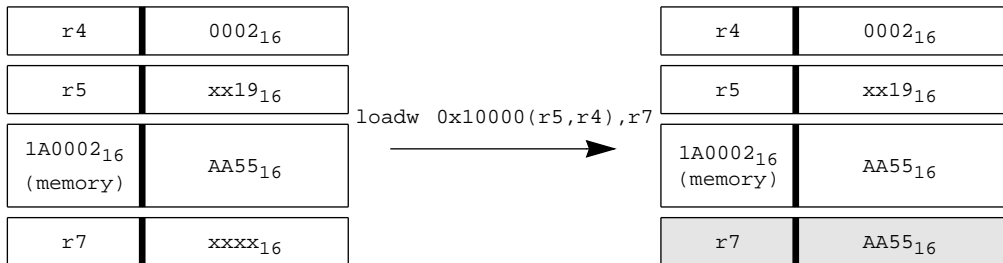 r4 0002₁₆
r5 xx19₁₆
1A0002₁₆ (memory) AA55₁₆
r7 xxxx₁₆
loadw 0x10000(r5,r4),r7
r4 0002₁₆
r5 xx19₁₆
1A0002₁₆ (memory) AA55₁₆
r7 AA55₁₆